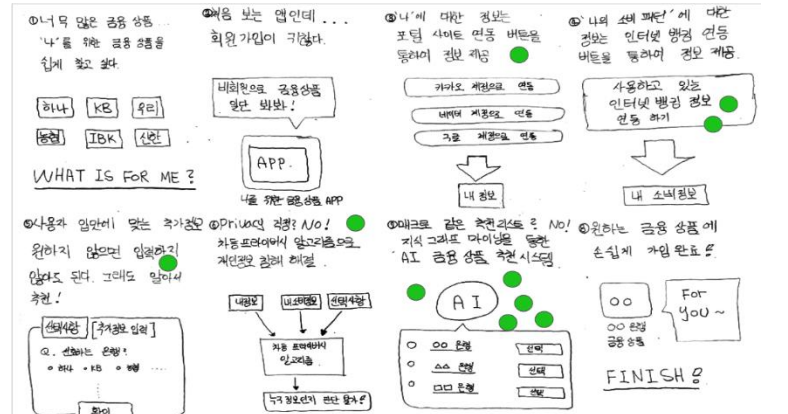 ①너무 많은 금융 상품...
'나'를 위한 금융 상품을
쉽게 찾고 싶다.
하나
KB
우리
농협
IBK
신한
WHAT IS FOR ME?
②처음 보는 앱인데...
회원가입이 귀찮다.
비회원으로 금융상품
일단 봐봐!
APP.
나를 위한 금융상품 APP
③'나'에 대한 정보는
포털 사이트 연동 버튼을
통하여 정보 제공
카카오 계정으로 연동
네이버 계정으로 연동
구글 계정으로 연동
내 정보
④'나의 소비 패턴'에 대한
정보는 인터넷 뱅킹 연동
버튼을 통하여 정보 제공.
사용하고 있는
인터넷 뱅킹 정보
연동 하기
내 소비정보
⑤사용자 입맛에 맞는 추가정보
원하지 않으면 입력하지
않아도 된다. 그래도 알아서
추천!
선택사항
[추가정보 입력]
Q. 선호하는 은행?
○ 하나 ○ KB ○ 농협 ....
확인
⑥Privacy 걱정? No!
차등프라이버시 알고리즘으로
개인정보 침해 해결.
내정보
내소비정보
선택사항
차등 프라이버시
알고리즘
누구 정보인지 판단 불가!
⑦매크로 같은 추천리스트? NO!
지식그래프 마이닝을 통한
AI 금융 상품 추천 시스템
AI
○ ○○ 은행 선택
○ △△ 은행 선택
○ □□ 은행 선택
⑧원하는 금융 상품에
손쉽게 가입 완료!
○○
○○ 은행
금융상품
For
you ~
FINISH!